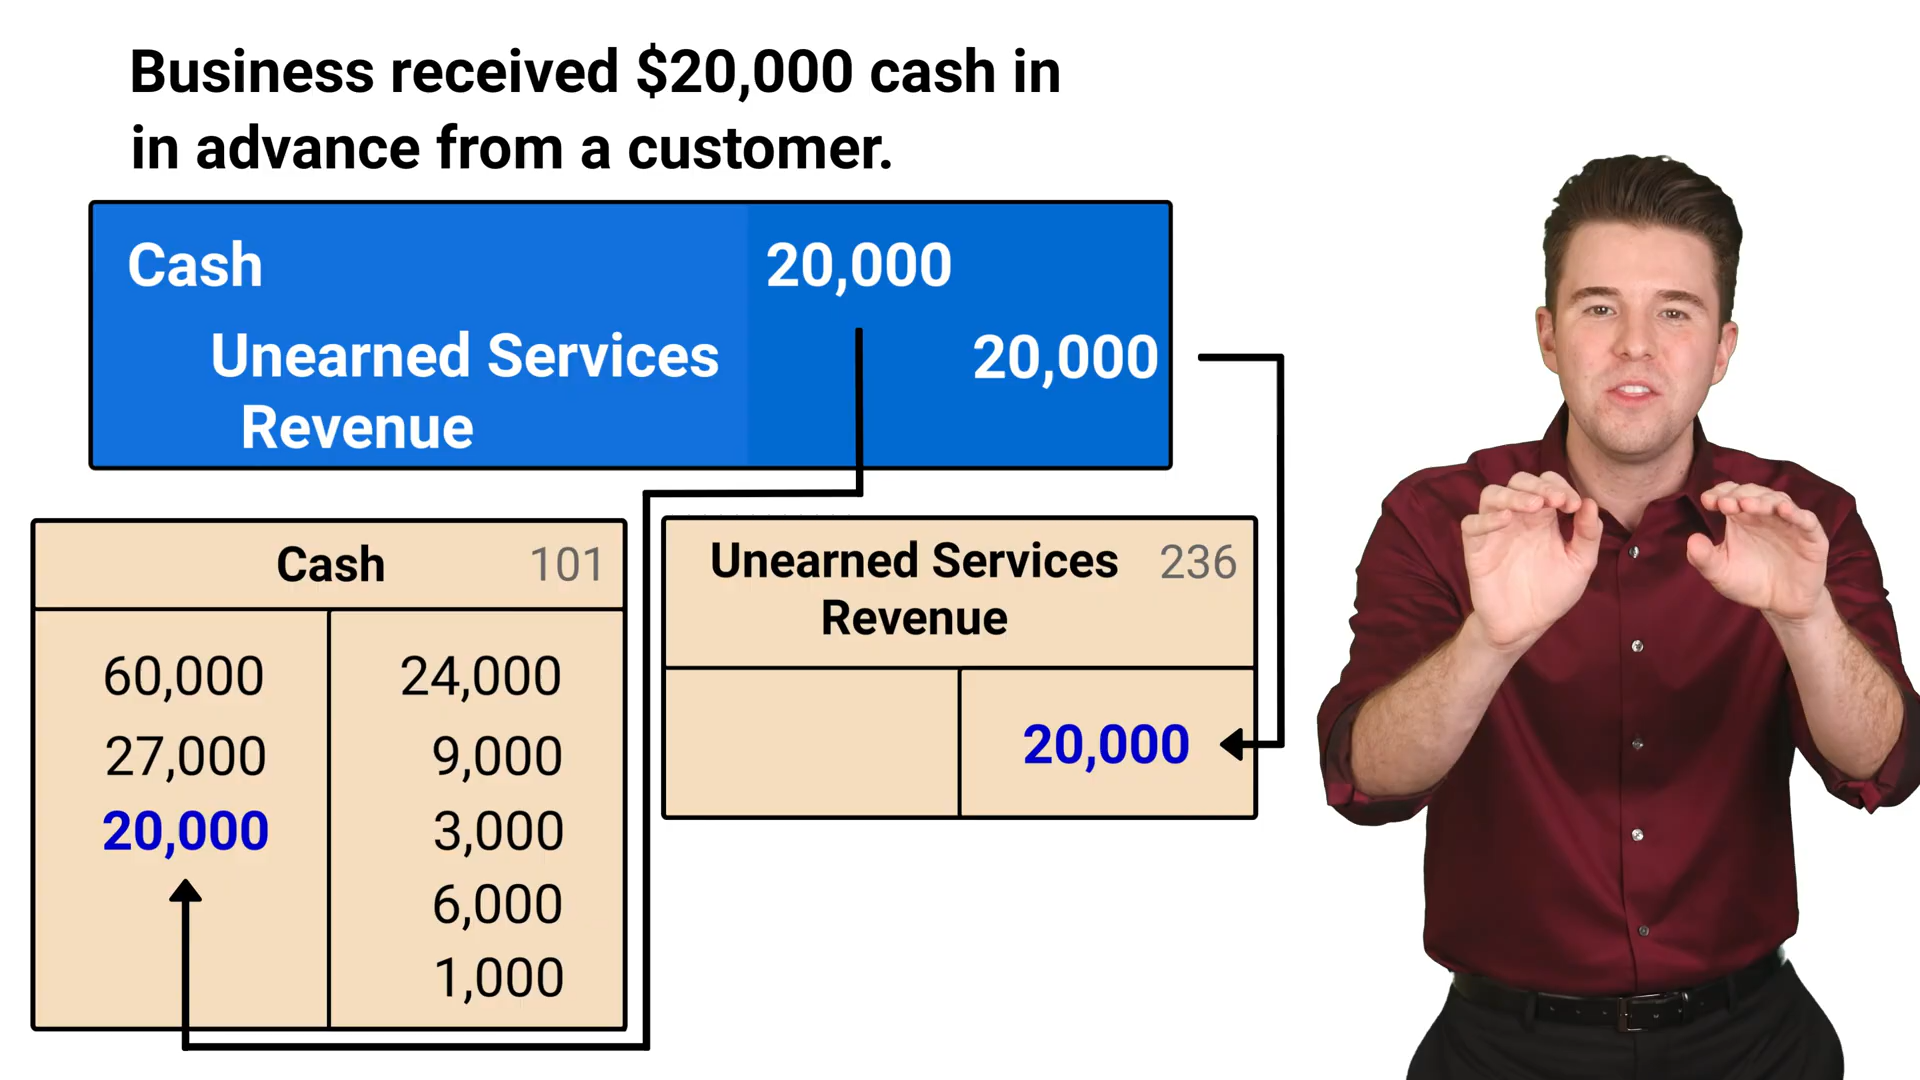 Business received $20,000 cash in
in advance from a customer.
Cash 20,000
Unearned Services 20,000
Revenue
Cash 101
60,000 24,000
27,000 9,000
20,000 3,000
6,000
1,000
Unearned Services 236
Revenue
20,000